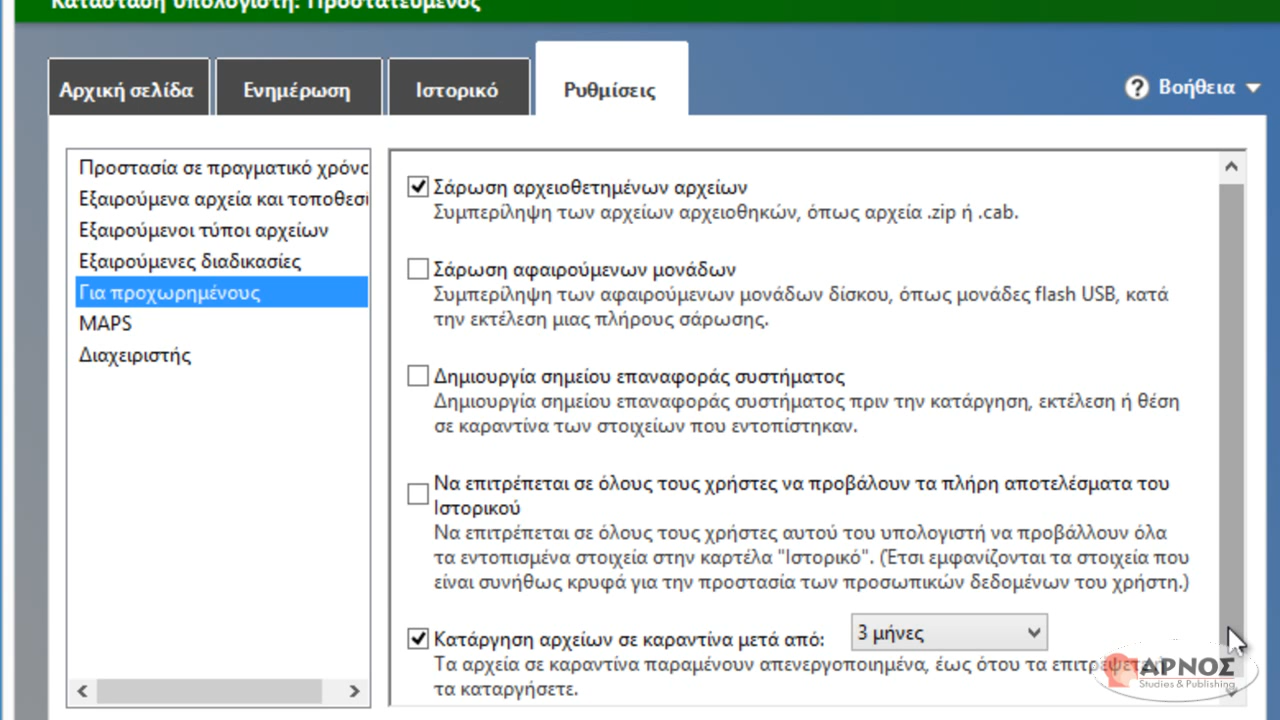 Κατάσταση υπολογιστή: Προστατευμένος
Αρχική σελίδα
Ενημέρωση
Ιστορικό
Ρυθμίσεις
Βοήθεια
Προστασία σε πραγματικό χρόνο
Εξαιρούμενα αρχεία και τοποθεσί
Εξαιρούμενοι τύποι αρχείων
Εξαιρούμενες διαδικασίες
Για προχωρημένους
MAPS
Διαχειριστής
Σάρωση αρχειοθετημένων αρχείων
Συμπερίληψη των αρχείων αρχειοθηκών, όπως αρχεία .zip ή .cab.
Σάρωση αφαιρούμενων μονάδων
Συμπερίληψη των αφαιρούμενων μονάδων δίσκου, όπως μονάδες flash USB, κατά
την εκτέλεση μιας πλήρους σάρωσης.
Δημιουργία σημείου επαναφοράς συστήματος
Δημιουργία σημείου επαναφοράς συστήματος πριν την κατάργηση, εκτέλεση ή θέση
σε καραντίνα των στοιχείων που εντοπίστηκαν.
Να επιτρέπεται σε όλους τους χρήστες να προβάλουν τα πλήρη αποτελέσματα του
Ιστορικού
Να επιτρέπεται σε όλους τους χρήστες αυτού του υπολογιστή να προβάλλουν όλα
τα εντοπισμένα στοιχεία στην καρτέλα "Ιστορικό". (Έτσι εμφανίζονται τα στοιχεία που
είναι συνήθως κρυφά για την προστασία των προσωπικών δεδομένων του χρήστη.)
Κατάργηση αρχείων σε καραντίνα μετά από: 3 μήνες
Τα αρχεία σε καραντίνα παραμένουν απενεργοποιημένα, έως ότου τα επιτρέψετε ή
τα καταργήσετε.
ΑΡΝΟΣ
Studies & Publishing